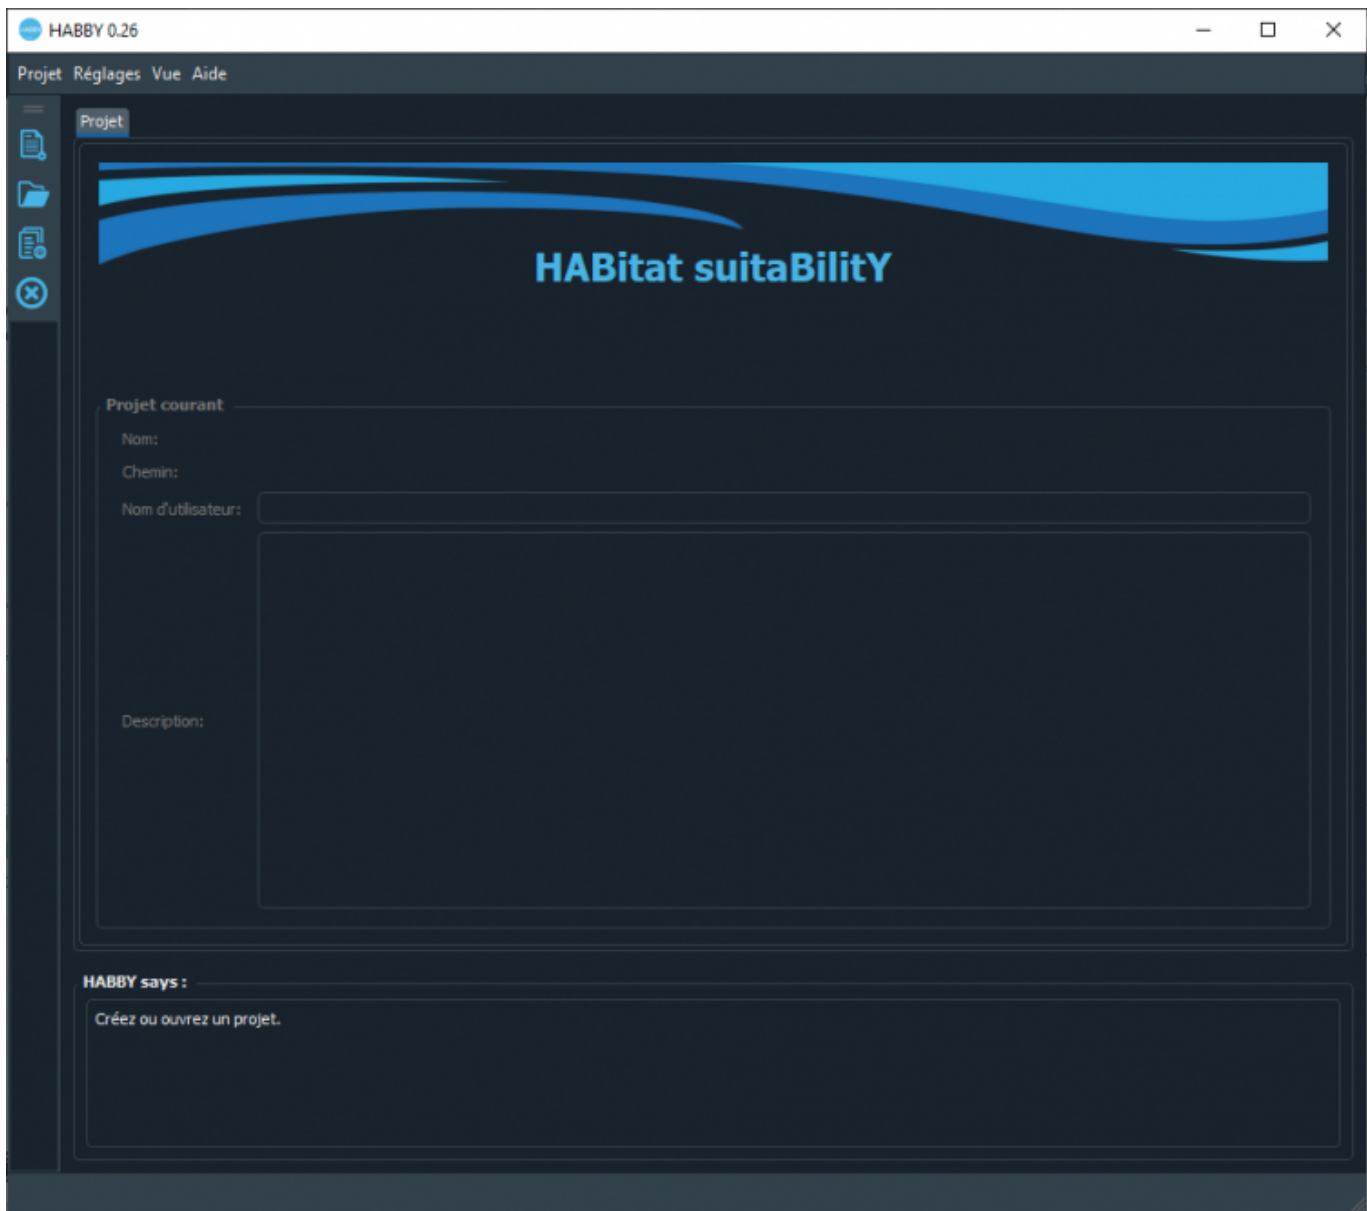 HABBY 0.26
Projet Réglages Vue Aide
Projet
HABitat suitaBilitY
Projet courant
Nom:
Chemin:
Nom d'utilisateur:
Description:
HABBY says :
Créez ou ouvrez un projet.